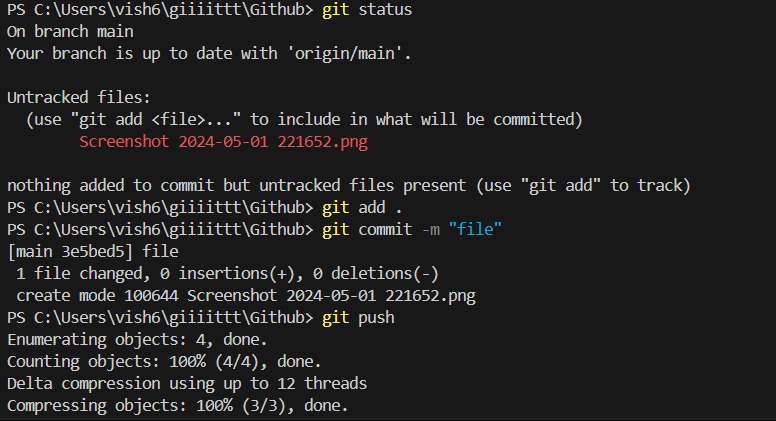 PS C:\Users\vish6\giiiittt\Github> git status
On branch main
Your branch is up to date with 'origin/main'.

Untracked files:
  (use "git add <file>..." to include in what will be committed)
        Screenshot 2024-05-01 221652.png

nothing added to commit but untracked files present (use "git add" to track)
PS C:\Users\vish6\giiiittt\Github> git add .
PS C:\Users\vish6\giiiittt\Github> git commit -m "file"
[main 3e5bed5] file
 1 file changed, 0 insertions(+), 0 deletions(-)
 create mode 100644 Screenshot 2024-05-01 221652.png
PS C:\Users\vish6\giiiittt\Github> git push
Enumerating objects: 4, done.
Counting objects: 100% (4/4), done.
Delta compression using up to 12 threads
Compressing objects: 100% (3/3), done.